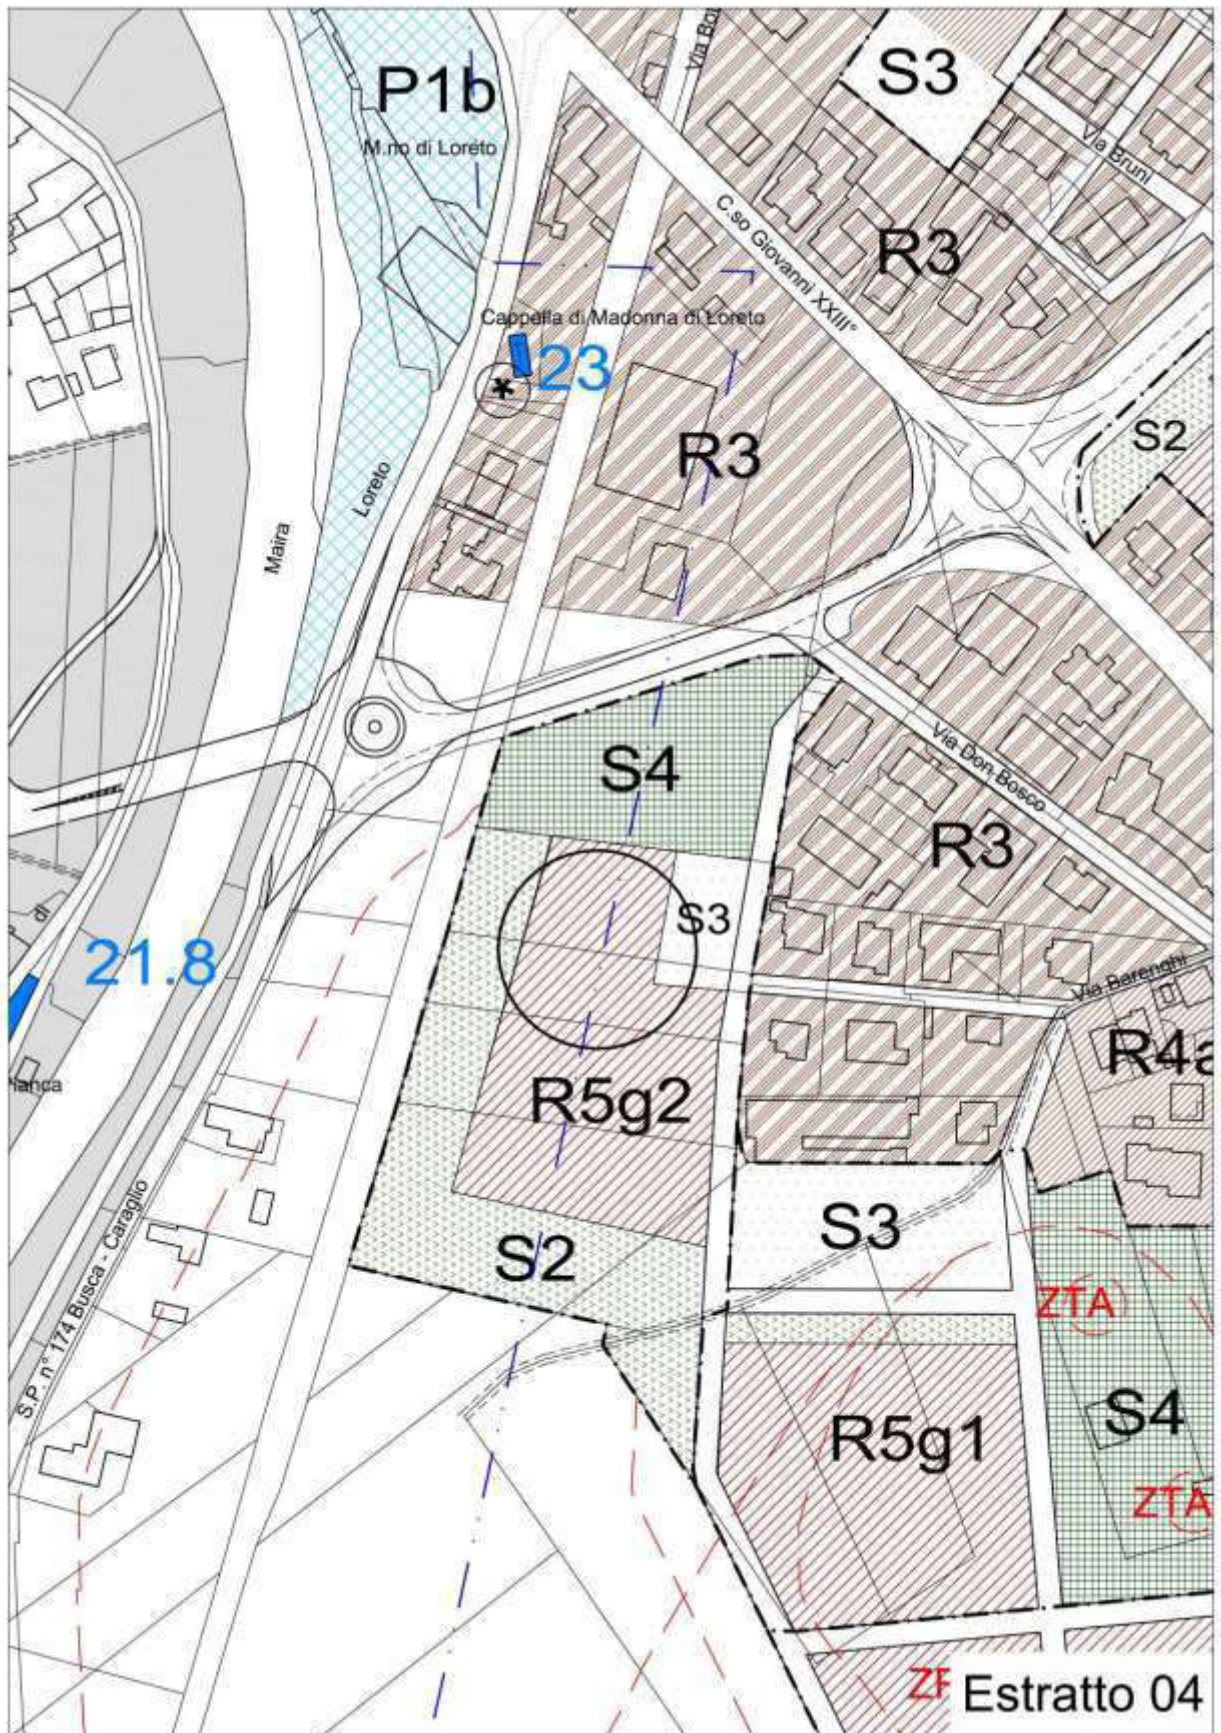 P1b
S3
M.no di Loreto
Via Bruni
C.so Giovanni XXIII°
R3
Cappella di Madonna di Loreto
23
*
S2
R3
Loreto
Maira
S4
Via Don Bosco
R3
S3
di
21.8
Via Barenghi
R4a
R5g2
S3
S2
S.P. n° 174 Busca - Caraglio
ZTA
S4
R5g1
ZTA
Estratto 04